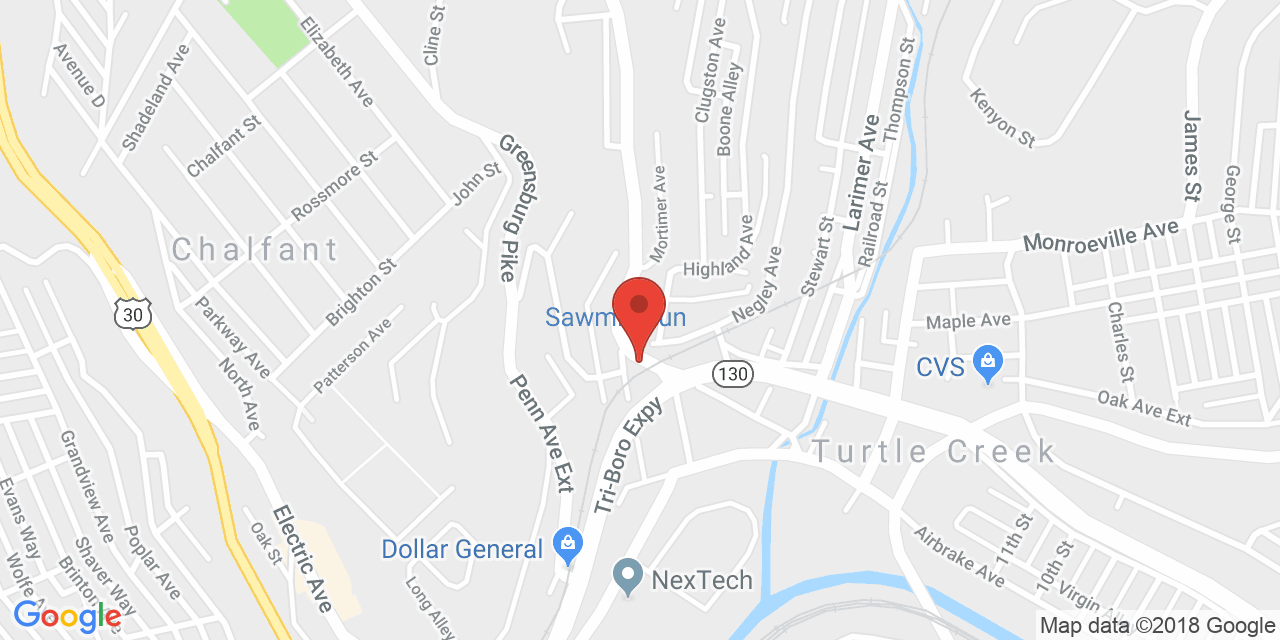 Elizabeth Ave
Cline St
Clugston Ave
Boone Alley
Thompson St
Avenue D
Shadeland Ave
Kenyon St
James St
Chalfant St
Greensburg Pike
Larimer Ave
Rossmore St
John St
Mortimer Ave
Railroad St
George St
Chalfant
Highland Ave
Stewart St
Monroeville Ave
Brighton St
Negley Ave
30
Parkway Ave
Patterson Ave
Maple Ave
Charles St
North Ave
CVS
130
Penn Ave Ext
Tri-Boro Expy
Oak Ave Ext
Turtle Creek
Grandview Ave
Evans Way
Electric Ave
Oak St
Poplar Ave
Shaver Way
Dollar General
NexTech
Airbrake Ave
11th St
10th St
Long Alley
Google
Map data ©2018 Google